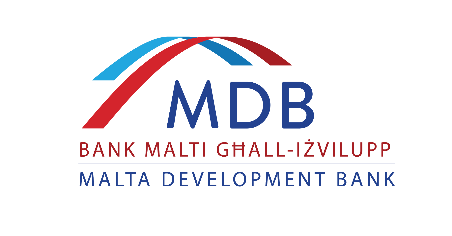 MDB
BANK MALTI GĦALL-IŻVILUPP
MALTA DEVELOPMENT BANK